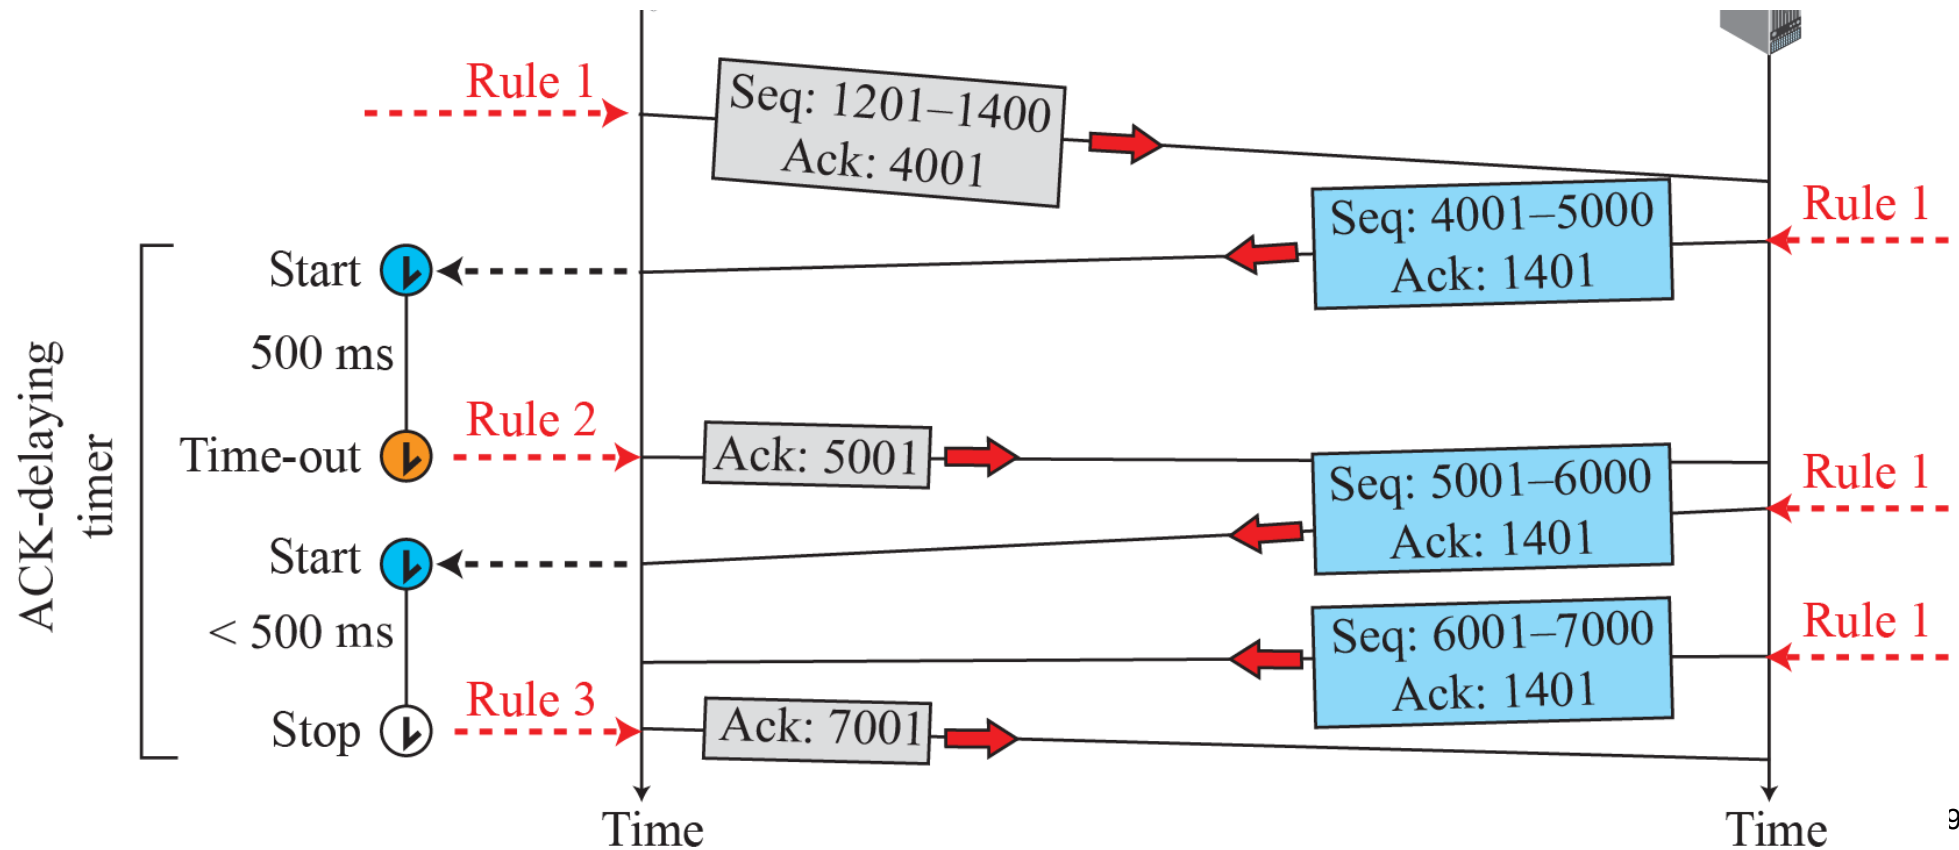 Rule 1
Seq: 1201–1400
Ack: 4001
Seq: 4001–5000
Ack: 1401
Rule 1
Start
500 ms
Time-out
Rule 2
Ack: 5001
Seq: 5001–6000
Ack: 1401
Rule 1
Start
< 500 ms
Stop
Seq: 6001–7000
Ack: 1401
Rule 1
Rule 3
Ack: 7001
ACK-delaying
timer
Time
Time
9